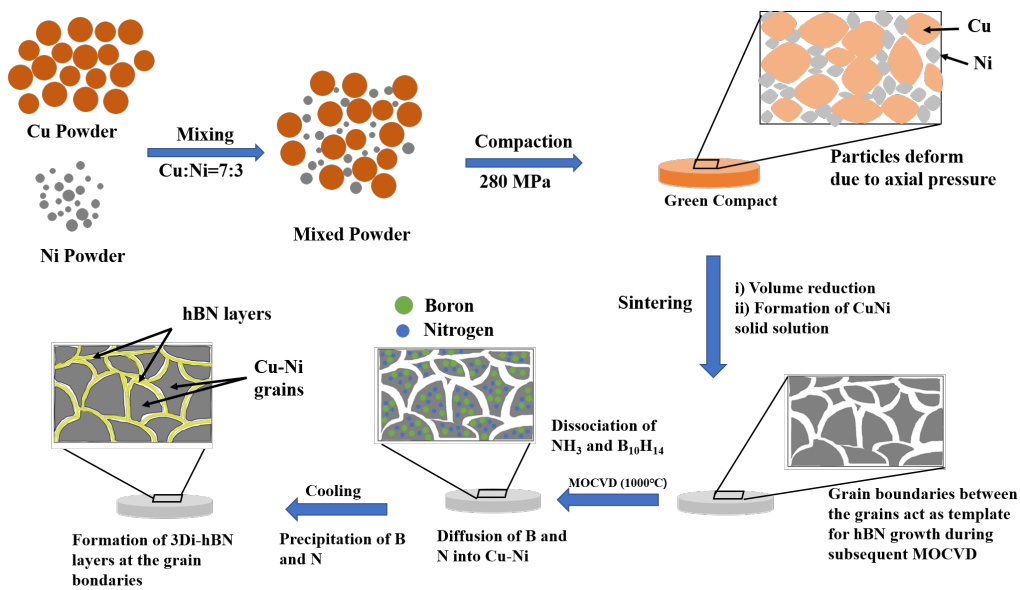 Cu Powder
Ni Powder
Mixing
Cu:Ni=7:3
Mixed Powder
Compaction
280 MPa
Cu
Ni
Green Compact
Particles deform
due to axial pressure
Sintering
i) Volume reduction
ii) Formation of CuNi
solid solution
Grain boundaries between
the grains act as template
for hBN growth during
subsequent MOCVD
Dissociation of
NH₃ and B₁₀H₁₄
MOCVD (1000℃)
Boron
Nitrogen
Diffusion of B and
N into Cu-Ni
Cooling
Precipitation of B
and N
hBN layers
Cu-Ni
grains
Formation of 3Di-hBN
layers at the grain
bondaries